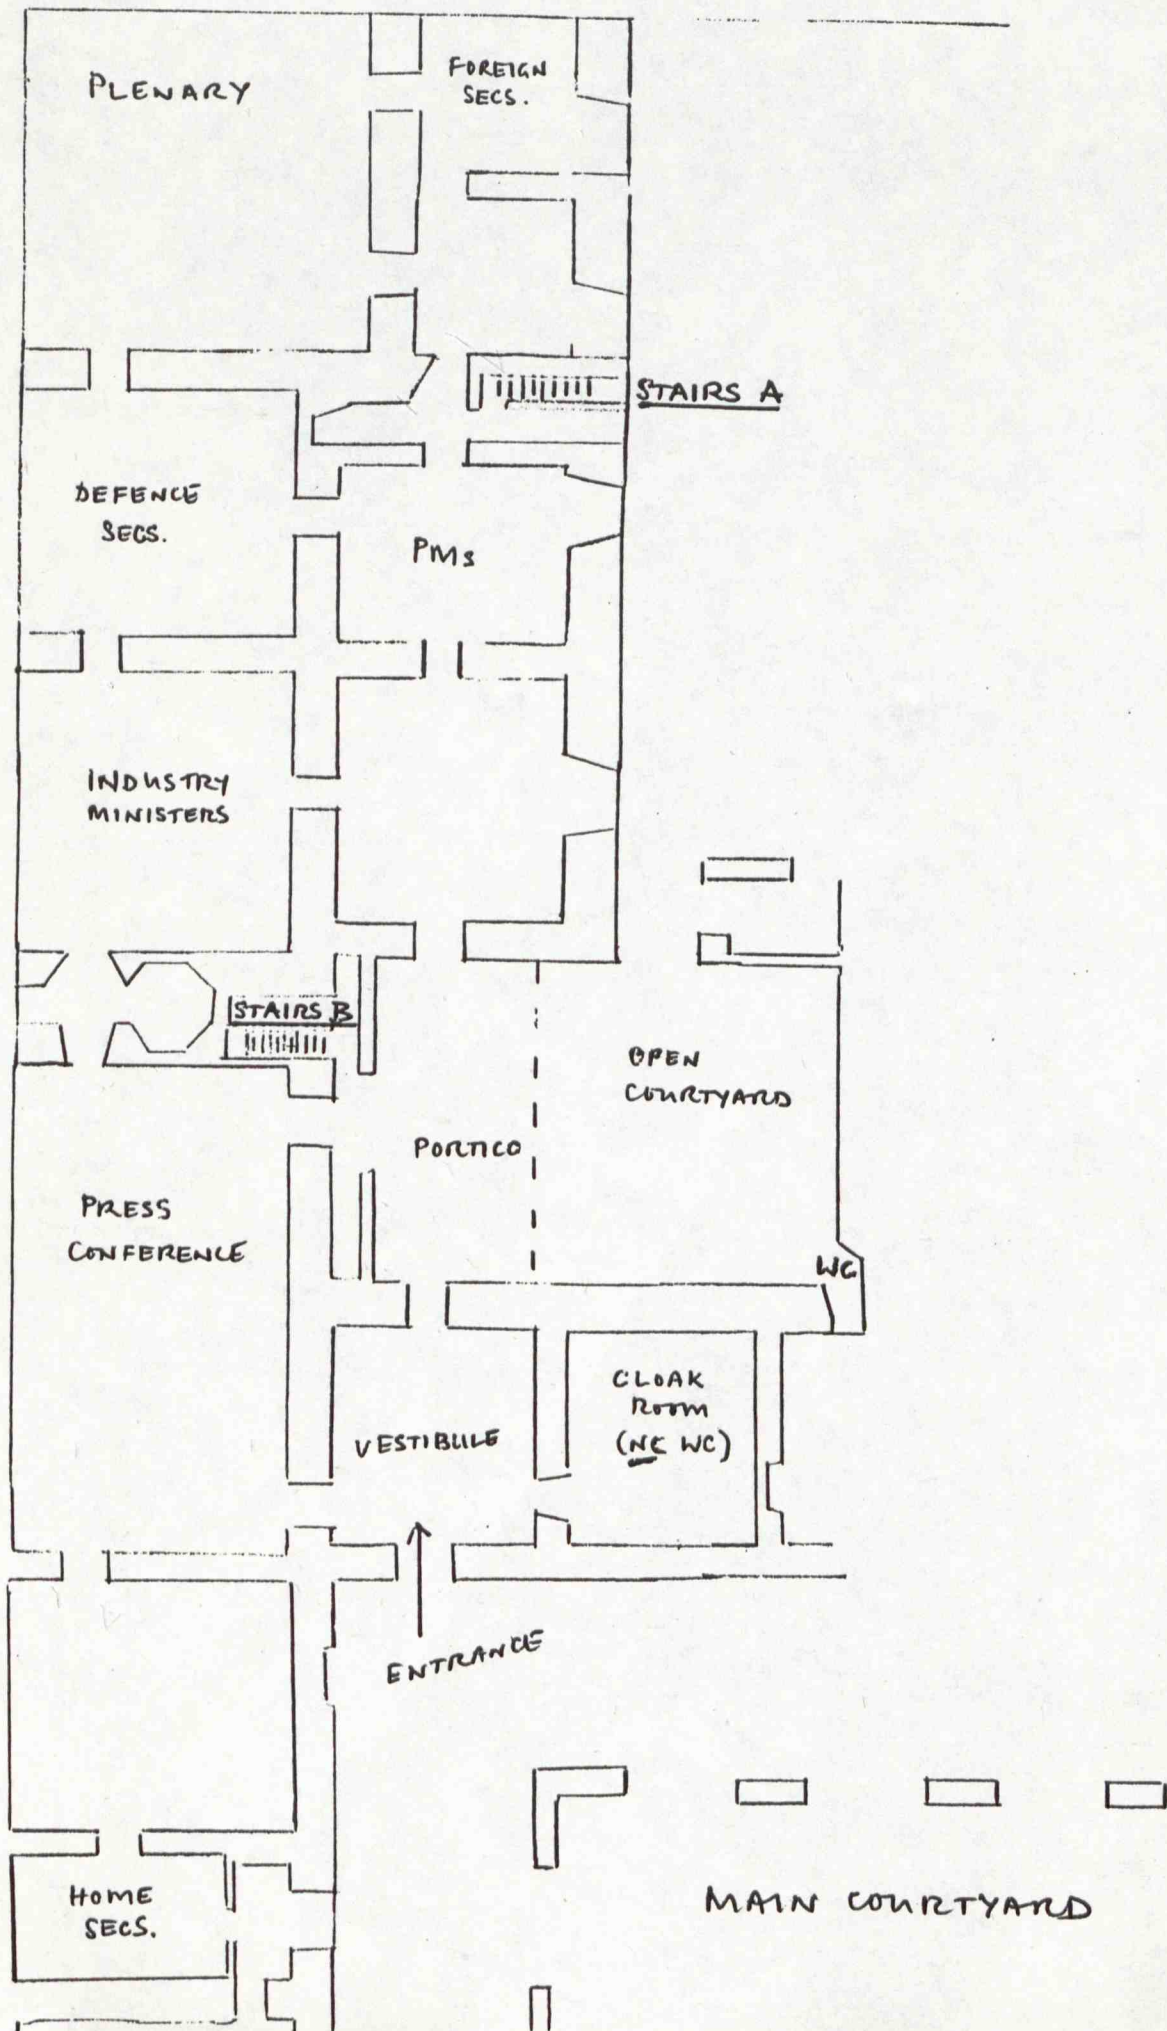 PLENARY
FOREIGN
SECS.
STAIRS A
DEFENCE
SECS.
PMs
INDUSTRY
MINISTERS
STAIRS B
OPEN
COURTYARD
PORTICO
PRESS
CONFERENCE
WC
CLOAK
ROOM
(NE WC)
VESTIBULE
ENTRANCE
HOME
SECS.
MAIN COURTYARD